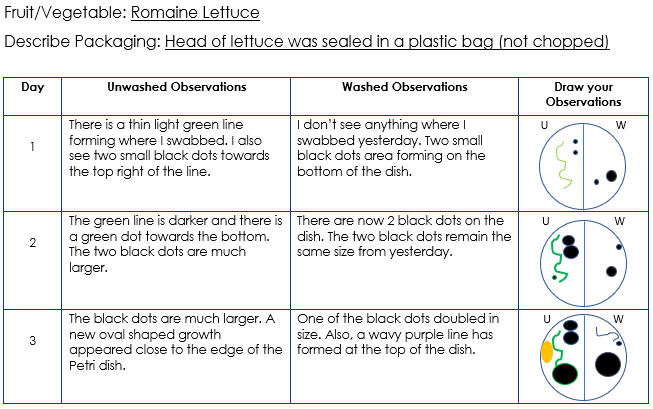 Fruit/Vegetable: Romaine Lettuce
Describe Packaging: Head of lettuce was sealed in a plastic bag (not chopped)
Day
Unwashed Observations
Washed Observations
Draw your
Observations
1
There is a thin light green line
forming where I swabbed. I also
see two small black dots towards
the top right of the line.
I don't see anything where I
swabbed yesterday. Two small
black dots area forming on the
bottom of the dish.
U
W
2
The green line is darker and there is
a green dot towards the bottom.
The two black dots are much
larger.
There are now 2 black dots on the
dish. The two black dots remain the
same size from yesterday.
U
W
3
The black dots are much larger. A
new oval shaped growth
appeared close to the edge of the
Petri dish.
One of the black dots doubled in
size. Also, a wavy purple line has
formed at the top of the dish.
U
W